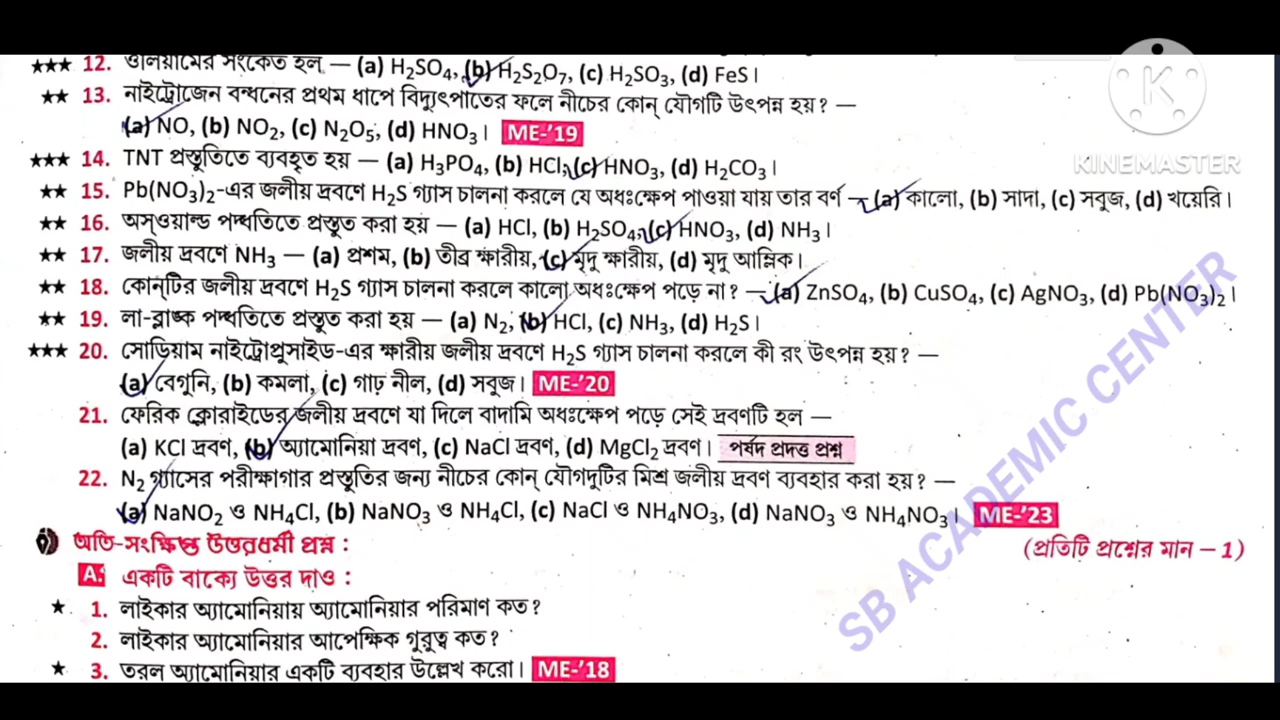 ★★★ 12. ওলিয়ামের সংকেত হল — (a) H₂SO₄, (b) H₂S₂O₇, (c) H₂SO₃, (d) FeS।
★★ 13. নাইট্রোজেন বন্ধনের প্রথম ধাপে বিদ্যুৎপাতের ফলে নীচের কোন্ যৌগটি উৎপন্ন হয়? —
(a) NO, (b) NO₂, (c) N₂O₅, (d) HNO₃। ME-'19
KINEMASTER
★★★ 14. TNT প্রস্তুতিতে ব্যবহৃত হয় — (a) H₃PO₄, (b) HCl, (c) HNO₃, (d) H₂CO₃।
★★ 15. Pb(NO₃)₂-এর জলীয় দ্রবণে H₂S গ্যাস চালনা করলে যে অধঃক্ষেপ পাওয়া যায় তার বর্ণ — (a) কালো, (b) সাদা, (c) সবুজ, (d) খয়েরি।
★★ 16. অস্ওয়াল্ড পদ্ধতিতে প্রস্তুত করা হয় — (a) HCl, (b) H₂SO₄, (c) HNO₃, (d) NH₃।
★★ 17. জলীয় দ্রবণে NH₃ — (a) প্রশম, (b) তীব্র ক্ষারীয়, (c) মৃদু ক্ষারীয়, (d) মৃদু আম্লিক।
★★ 18. কোন্‌টির জলীয় দ্রবণে H₂S গ্যাস চালনা করলে কালো অধঃক্ষেপ পড়ে না? — (a) ZnSO₄, (b) CuSO₄, (c) AgNO₃, (d) Pb(NO₃)₂।
★★ 19. লা-ব্লাঙ্ক পদ্ধতিতে প্রস্তুত করা হয় — (a) N₂, (b) HCl, (c) NH₃, (d) H₂S।
★★★ 20. সোডিয়াম নাইট্রোপ্রুসাইড-এর ক্ষারীয় জলীয় দ্রবণে H₂S গ্যাস চালনা করলে কী রং উৎপন্ন হয়? —
(a) বেগুনি, (b) কমলা, (c) গাঢ় নীল, (d) সবুজ। ME-'20
21. ফেরিক ক্লোরাইডের জলীয় দ্রবণে যা দিলে বাদামি অধঃক্ষেপ পড়ে সেই দ্রবণটি হল —
(a) KCl দ্রবণ, (b) অ্যামোনিয়া দ্রবণ, (c) NaCl দ্রবণ, (d) MgCl₂ দ্রবণ। পর্ষদ প্রদত্ত প্রশ্ন
22. N₂ গ্যাসের পরীক্ষাগার প্রস্তুতির জন্য নীচের কোন্ যৌগদুটির মিশ্র জলীয় দ্রবণ ব্যবহার করা হয়? —
(a) NaNO₂ ও NH₄Cl, (b) NaNO₃ ও NH₄Cl, (c) NaCl ও NH₄NO₃, (d) NaNO₃ ও NH₄NO₃। ME-'23
অতি-সংক্ষিপ্ত উত্তরধর্মী প্রশ্ন : (প্রতিটি প্রশ্নের মান – 1)
A. একটি বাক্যে উত্তর দাও :
★ 1. লাইকার অ্যামোনিয়ায় অ্যামোনিয়ার পরিমাণ কত?
2. লাইকার অ্যামোনিয়ার আপেক্ষিক গুরুত্ব কত?
★ 3. তরল অ্যামোনিয়ার একটি ব্যবহার উল্লেখ করো। ME-'18
SB ACADEMIC CENTER